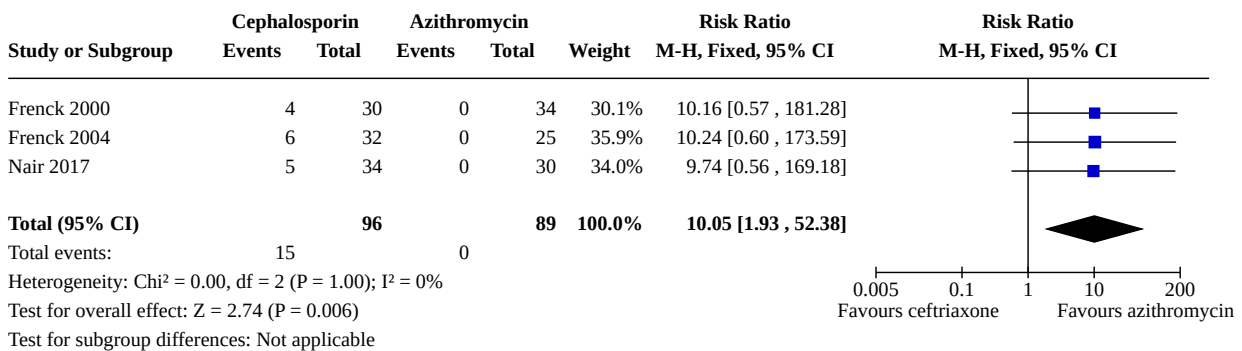 Cephalosporin Azithromycin Risk Ratio Risk Ratio
Study or Subgroup Events Total Events Total Weight M-H, Fixed, 95% CI M-H, Fixed, 95% CI
Frenck 2000 4 30 0 34 30.1% 10.16 [0.57 , 181.28]
Frenck 2004 6 32 0 25 35.9% 10.24 [0.60 , 173.59]
Nair 2017 5 34 0 30 34.0% 9.74 [0.56 , 169.18]
Total (95% CI) 96 89 100.0% 10.05 [1.93 , 52.38]
Total events: 15 0
Heterogeneity: Chi² = 0.00, df = 2 (P = 1.00); I² = 0%
0.005 0.1 1 10 200
Test for overall effect: Z = 2.74 (P = 0.006) Favours ceftriaxone Favours azithromycin
Test for subgroup differences: Not applicable